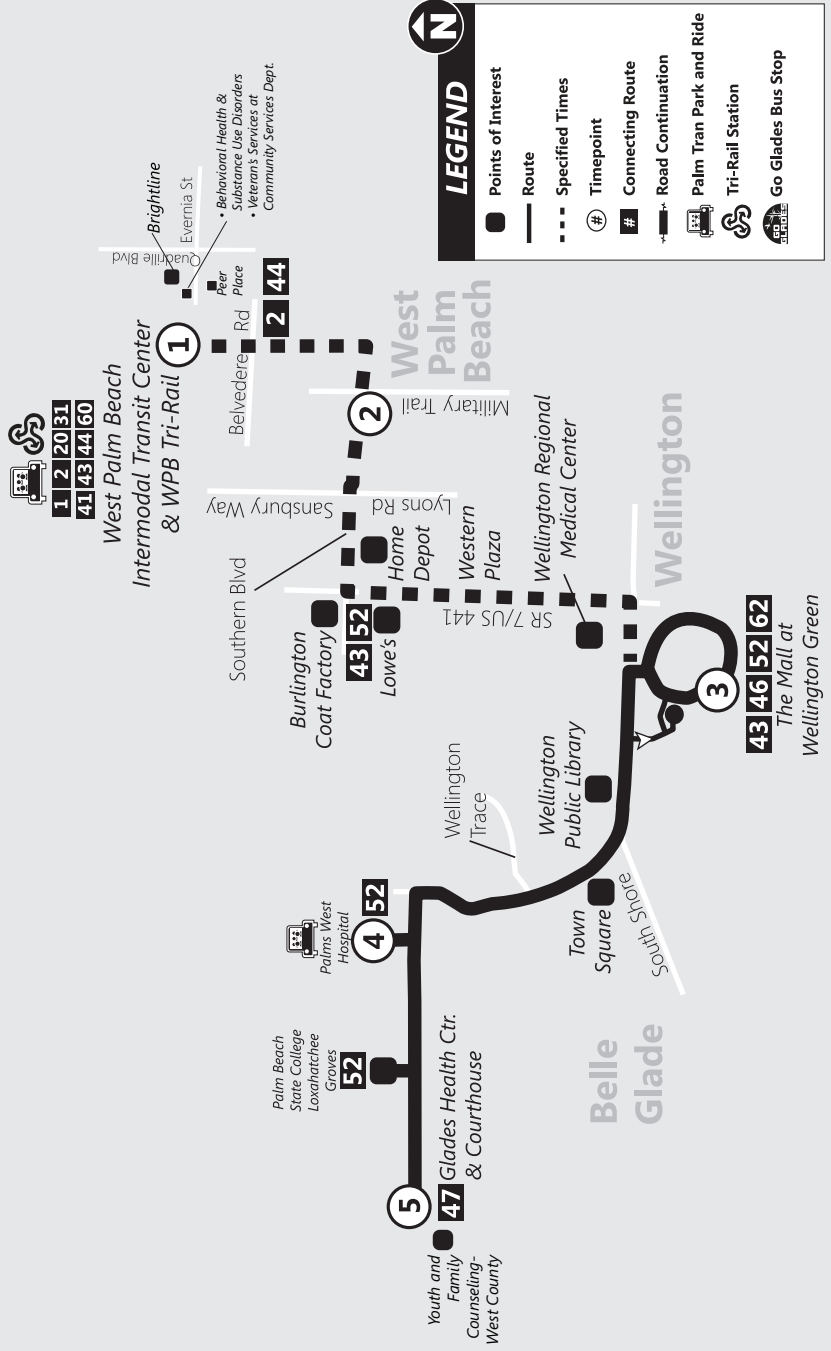 1 2 20 31
41 43 44 60
West Palm Beach
Intermodal Transit Center
& WPB Tri-Rail
1
Brightline
Quadrille Blvd
Evernia St
• Behavioral Health &
Substance Use Disorders
• Veteran's Services at
Community Services Dept.
Peer
Place
Belvedere Rd
2 44
West
Palm
Beach
2
Military Trail
Sansbury Way
Lyons Rd
Southern Blvd
Home
Depot
Burlington
Coat Factory
43 52
Lowe's
Western
Plaza
SR 7/US 441
Wellington Regional
Medical Center
Wellington
3
43 46 52 62
The Mall at
Wellington Green
Wellington
Public Library
Wellington
Trace
Town
Square
South Shore
52
4
Palms West
Hospital
Palm Beach
State College
Loxahatchee
Groves
52
Belle
Glade
5
47
Glades Health Ctr.
& Courthouse
Youth and
Family
Counseling-
West County
N
LEGEND
Points of Interest
Route
Specified Times
# Timepoint
# Connecting Route
Road Continuation
Palm Tran Park and Ride
Tri-Rail Station
GO GLADES
Go Glades Bus Stop